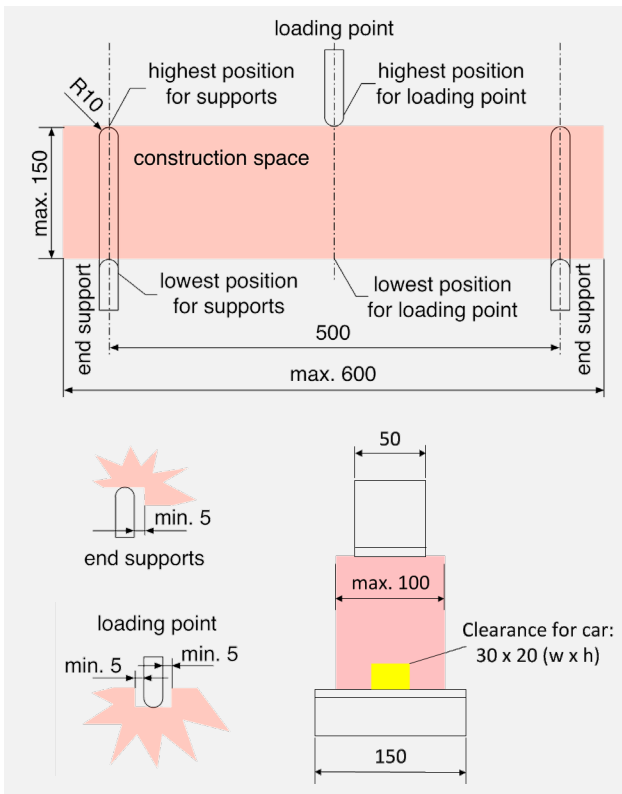 loading point
highest position
for supports
highest position
for loading point
R10
construction space
max. 150
lowest position
for supports
lowest position
for loading point
end support
end support
500
max. 600
50
min. 5
end supports
max. 100
loading point
min. 5
min. 5
Clearance for car:
30 x 20 (w x h)
150